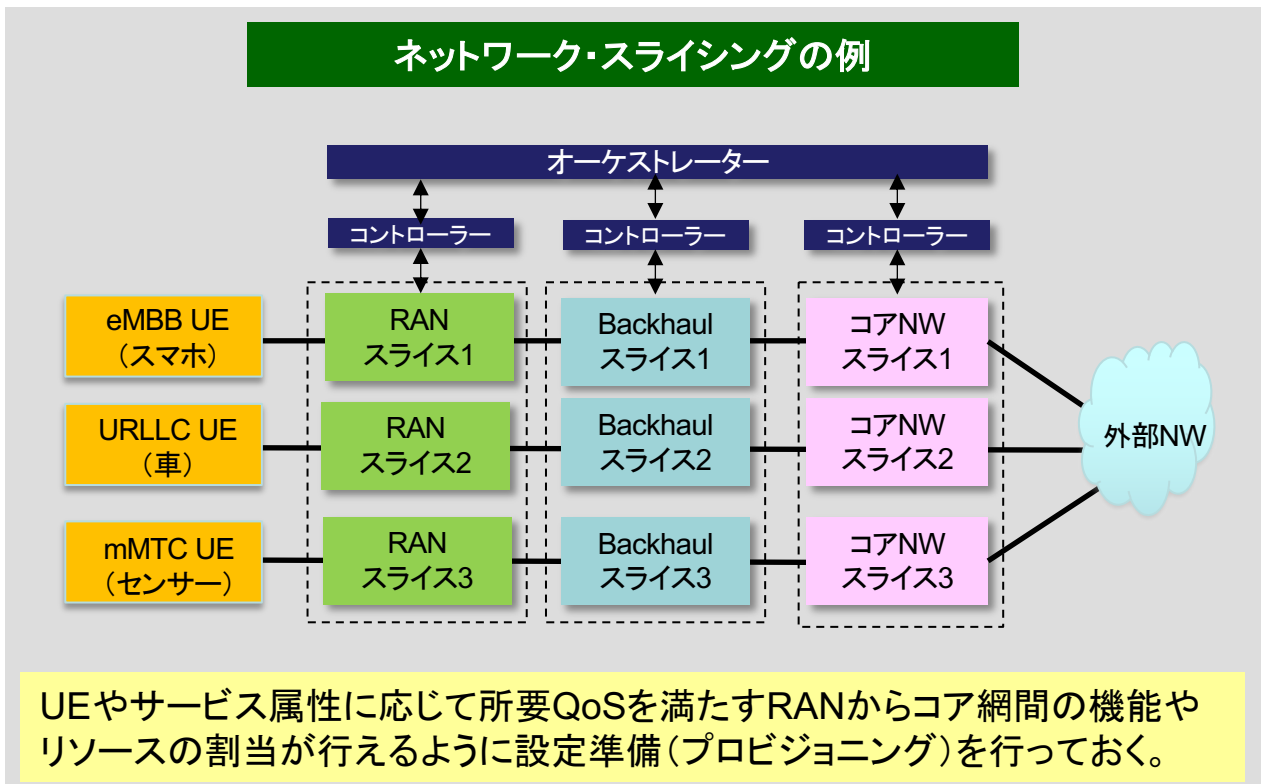 ネットワーク・スライシングの例
オーケストレーター
コントローラー
コントローラー
コントローラー
eMBB UE
（スマホ）
RAN
スライス1
Backhaul
スライス1
コアNW
スライス1
URLLC UE
（車）
RAN
スライス2
Backhaul
スライス2
コアNW
スライス2
外部NW
mMTC UE
（センサー）
RAN
スライス3
Backhaul
スライス3
コアNW
スライス3
UEやサービス属性に応じて所要QoSを満たすRANからコア網間の機能や
リソースの割当が行えるように設定準備（プロビジョニング）を行っておく。